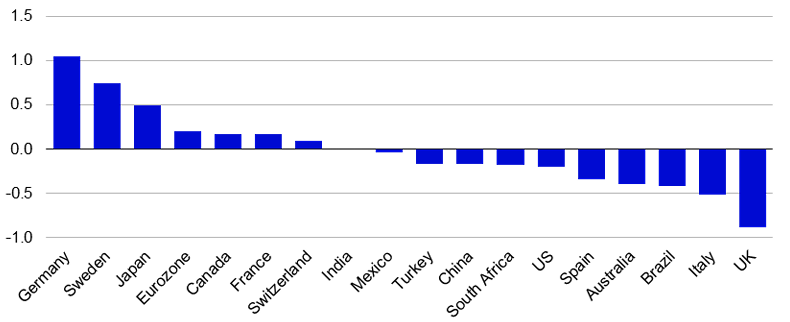 1.5
1.0
0.5
0.0
-0.5
-1.0
Germany
Sweden
Japan
Eurozone
Canada
France
Switzerland
India
Mexico
Turkey
China
South Africa
US
Spain
Australia
Brazil
Italy
UK